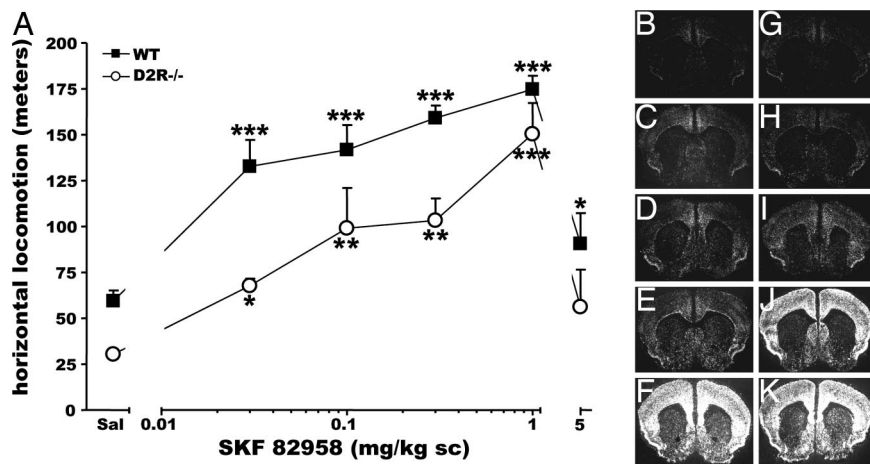 A
horizontal locomotion (meters)
200
175
150
125
100
75
50
25
0
WT
D2R-/-
***
***
***
***
***
*
**
**
*
Sal
0.01
0.1
1
5
SKF 82958 (mg/kg sc)
B
G
C
H
D
I
E
J
F
K